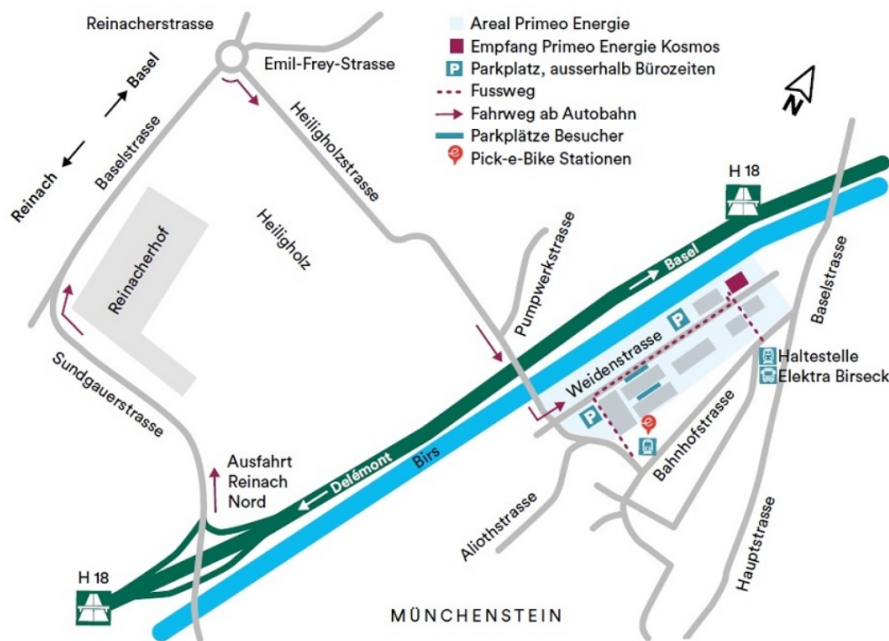 Reinacherstrasse
Emil-Frey-Strasse
Areal Primeo Energie
Empfang Primeo Energie Kosmos
P Parkplatz, ausserhalb Bürozeiten
Fussweg
Fahrweg ab Autobahn
Parkplätze Besucher
e Pick-e-Bike Stationen
N
Basel
Reinach
Baselstrasse
Heiligholzstrasse
Heiligholz
Reinacherhof
Sundgauerstrasse
H 18
Basel
Pumpwerkstrasse
Baselstrasse
P
Weidenstrasse
Haltestelle
Elektra Birseck
P
e
Bahnhofstrasse
Ausfahrt
Reinach
Nord
Delémont
Birs
Aliothstrasse
Hauptstrasse
H 18
MÜNCHENSTEIN